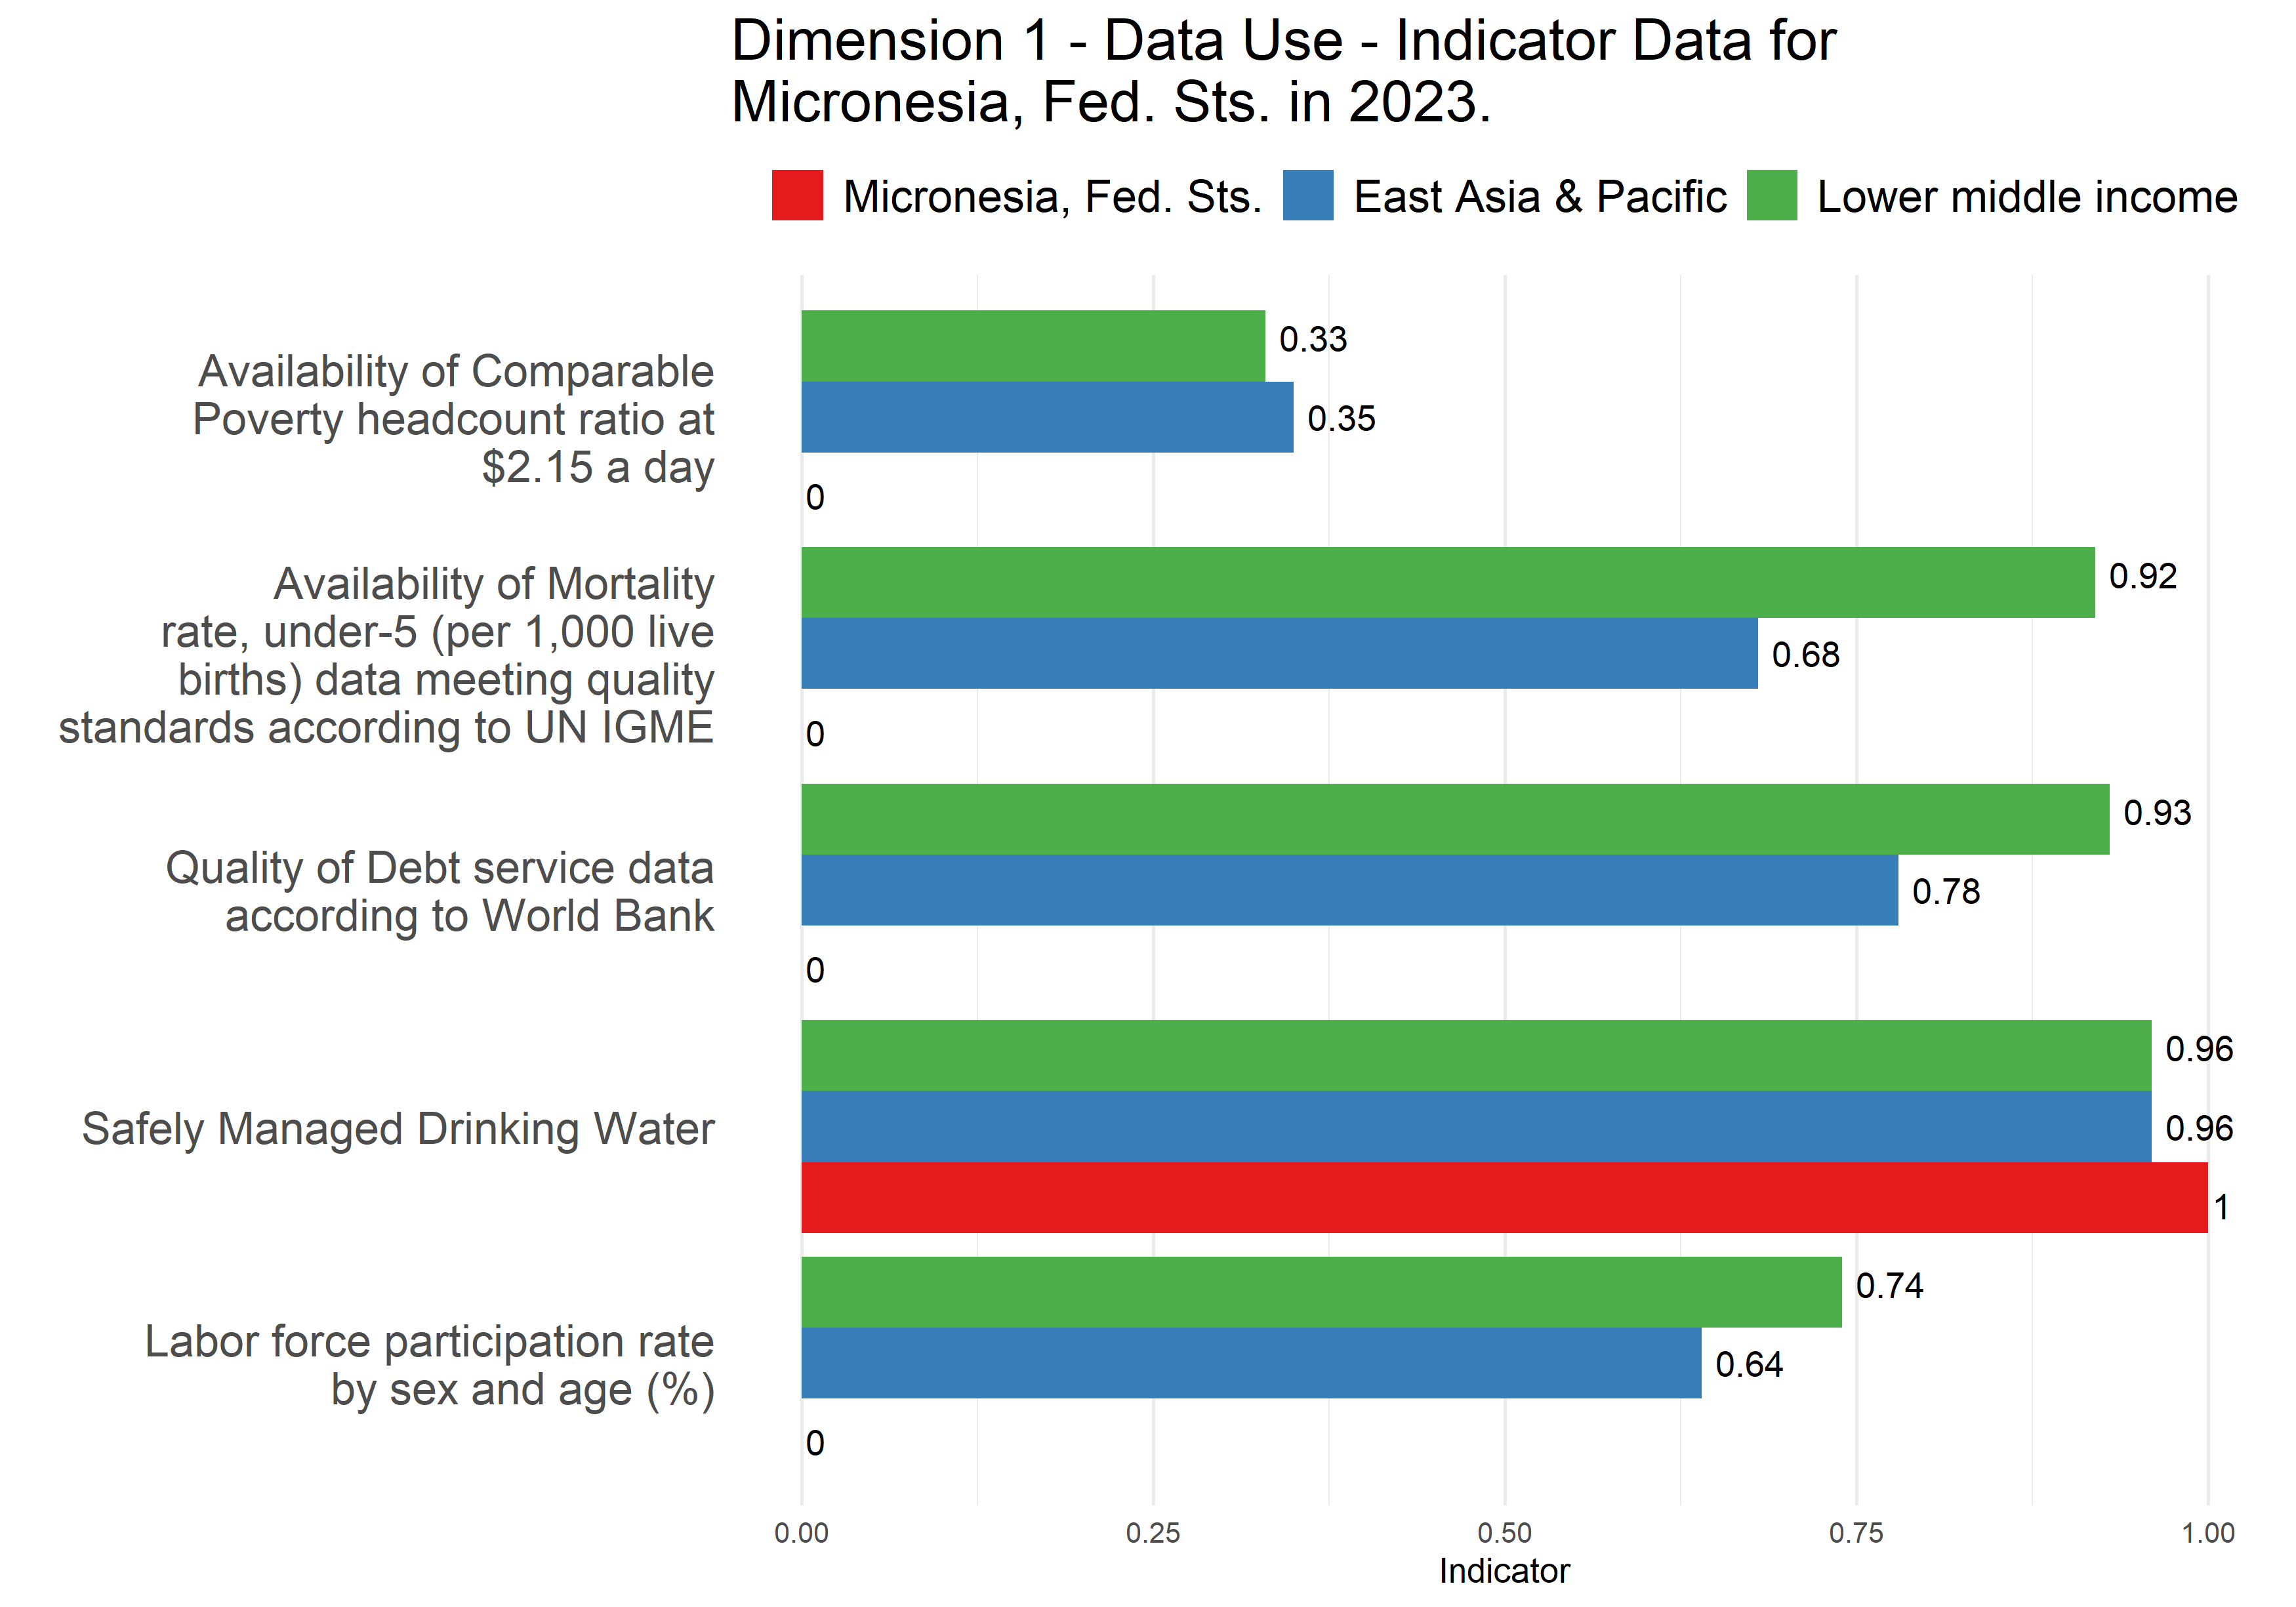 Dimension 1 - Data Use - Indicator Data for
Micronesia, Fed. Sts. in 2023.
Micronesia, Fed. Sts.
East Asia & Pacific
Lower middle income
Availability of Comparable
Poverty headcount ratio at
$2.15 a day
0.33
0.35
0
Availability of Mortality
rate, under-5 (per 1,000 live
births) data meeting quality
standards according to UN IGME
0.92
0.68
0
Quality of Debt service data
according to World Bank
0.93
0.78
0
Safely Managed Drinking Water
0.96
0.96
1
Labor force participation rate
by sex and age (%)
0.74
0.64
0
0.00
0.25
0.50
0.75
1.00
Indicator